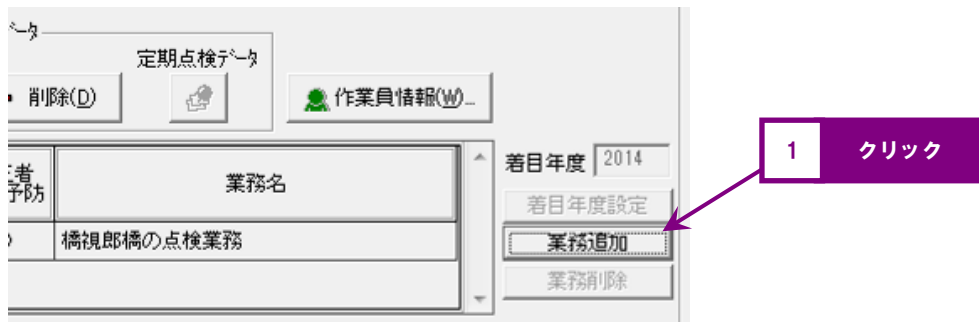 ﾃﾞｰﾀ
定期点検ﾃﾞｰﾀ
削除(D)
作業員情報(W)...
着目年度 2014
1 クリック
業務名
予防
着目年度設定
橋視郎橋の点検業務
業務追加
業務削除